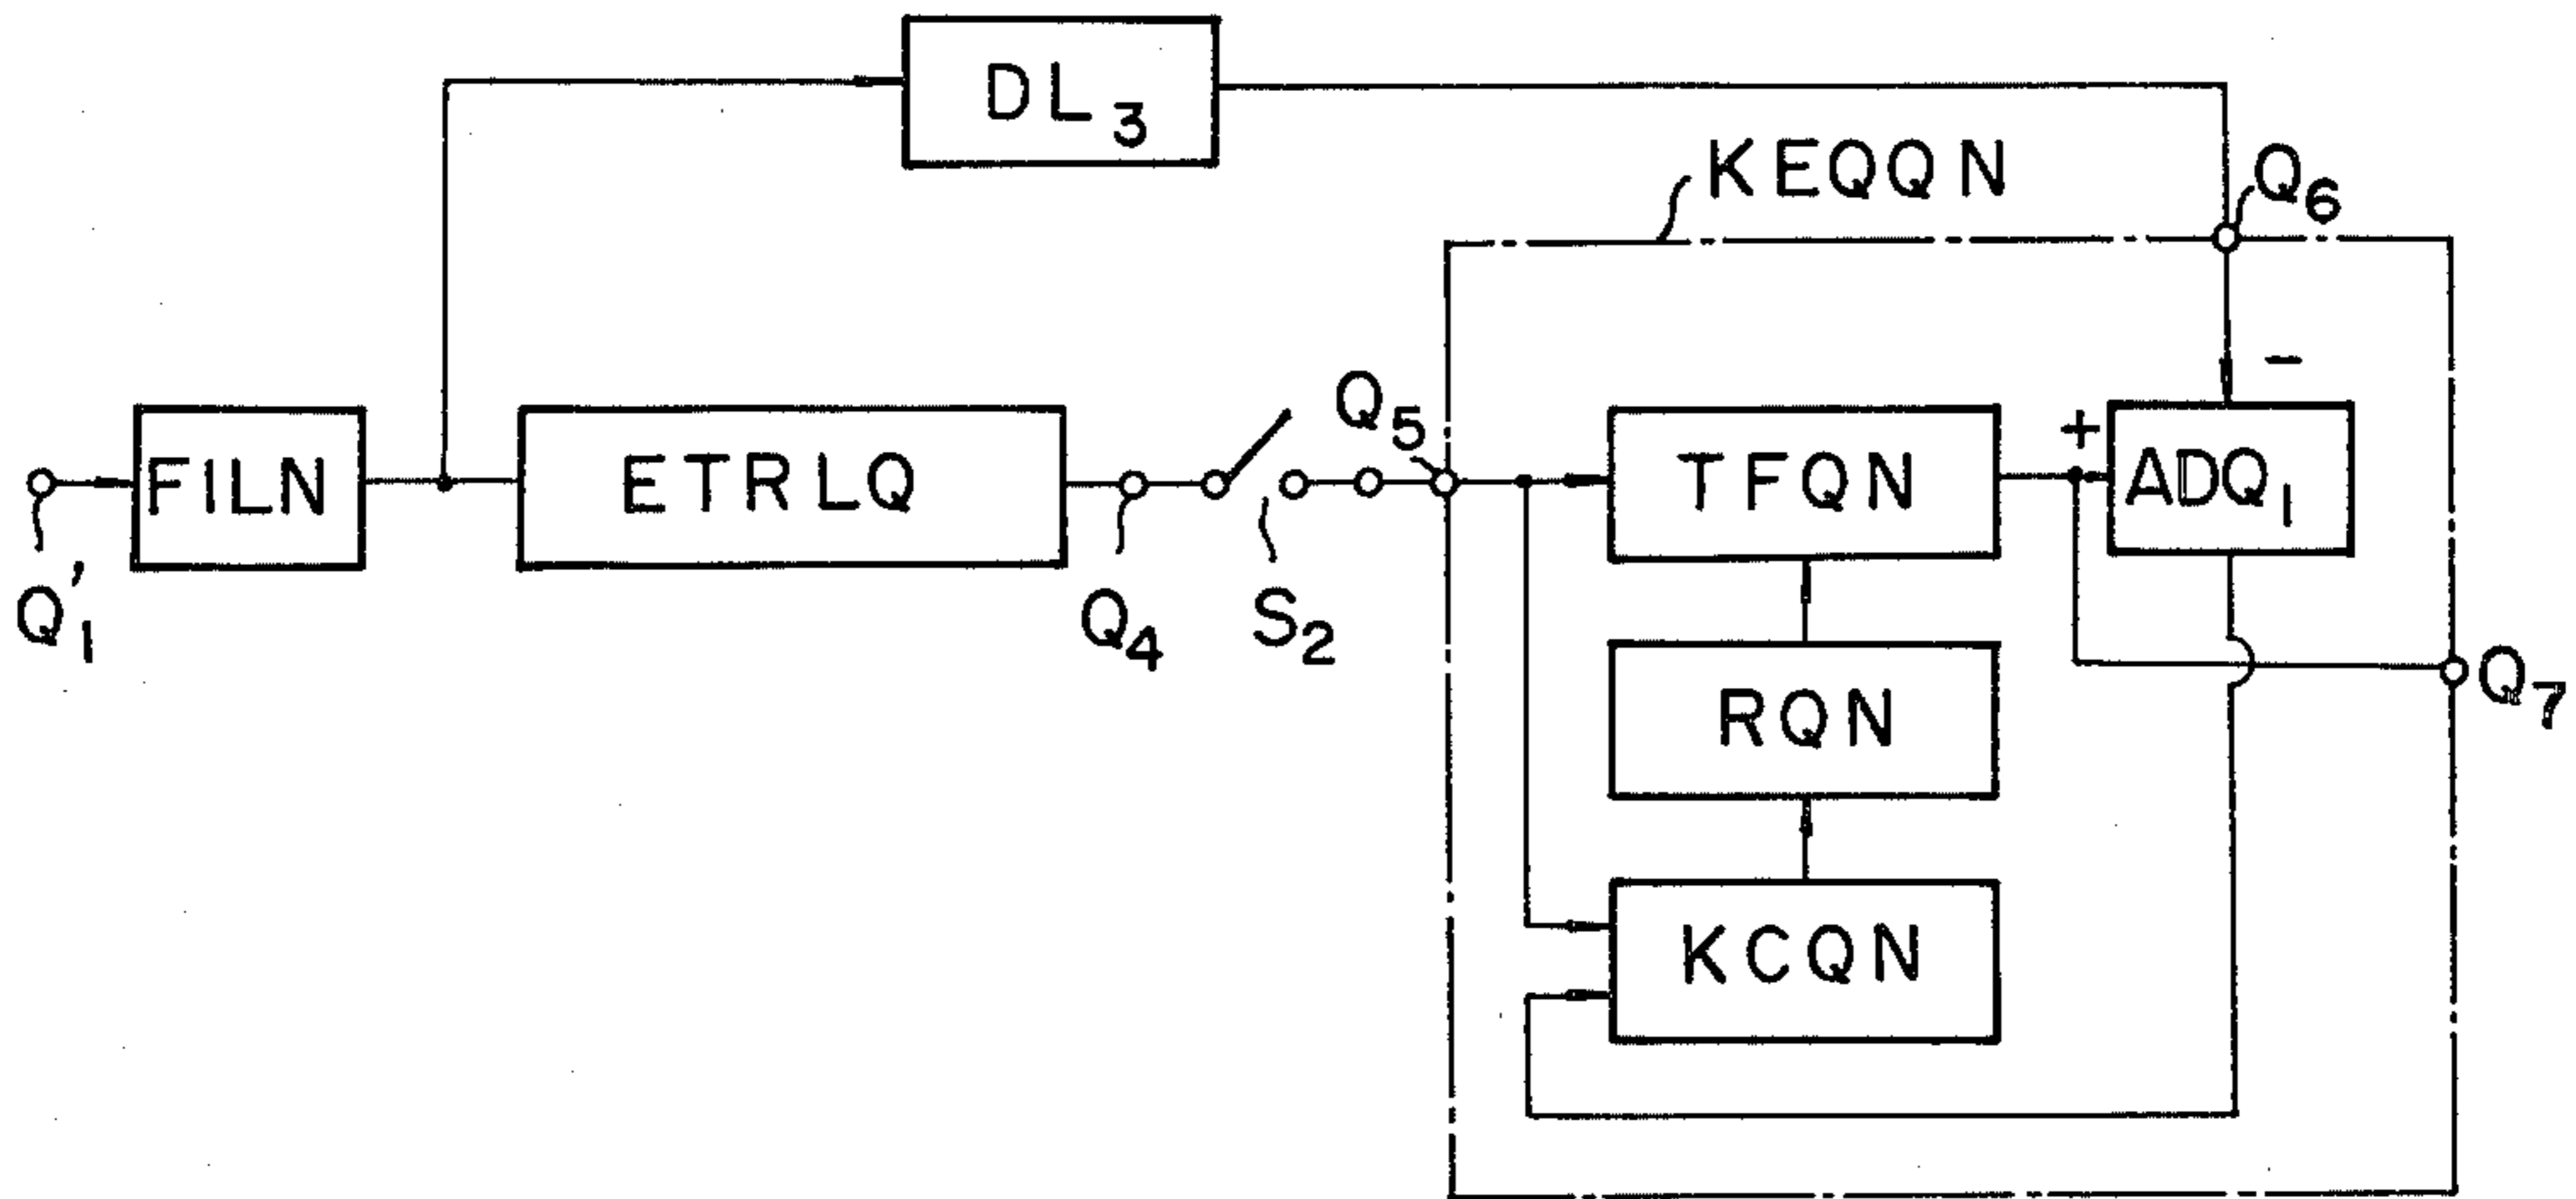 DL₃
KEQQN
Q₆
−
FILN
ETRLQ
Q₅
TFQN
+
ADQ₁
Q'₁
Q₄
S₂
RQN
Q₇
KCQN